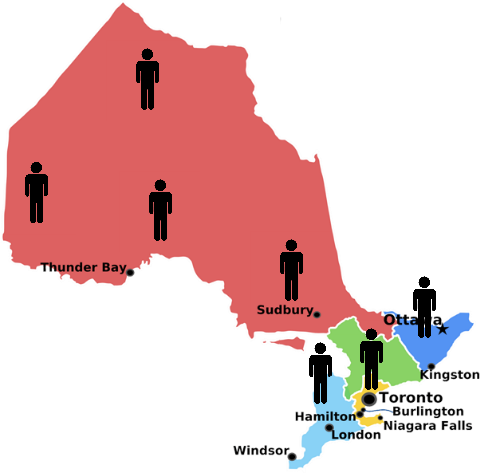 Thunder Bay
Sudbury
Ottawa
Kingston
Toronto
Hamilton
Burlington
Niagara Falls
London
Windsor